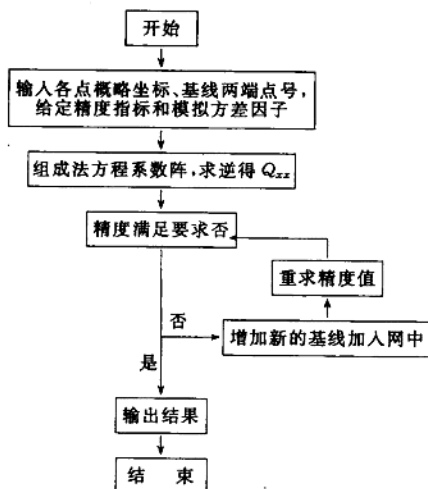 开始
输入各点概略坐标、基线两端点号,
给定精度指标和模拟方差因子
组成法方程系数阵,求逆得 Qxx
精度满足要求否
重求精度值
否
增加新的基线加入网中
是
输出结果
结 束